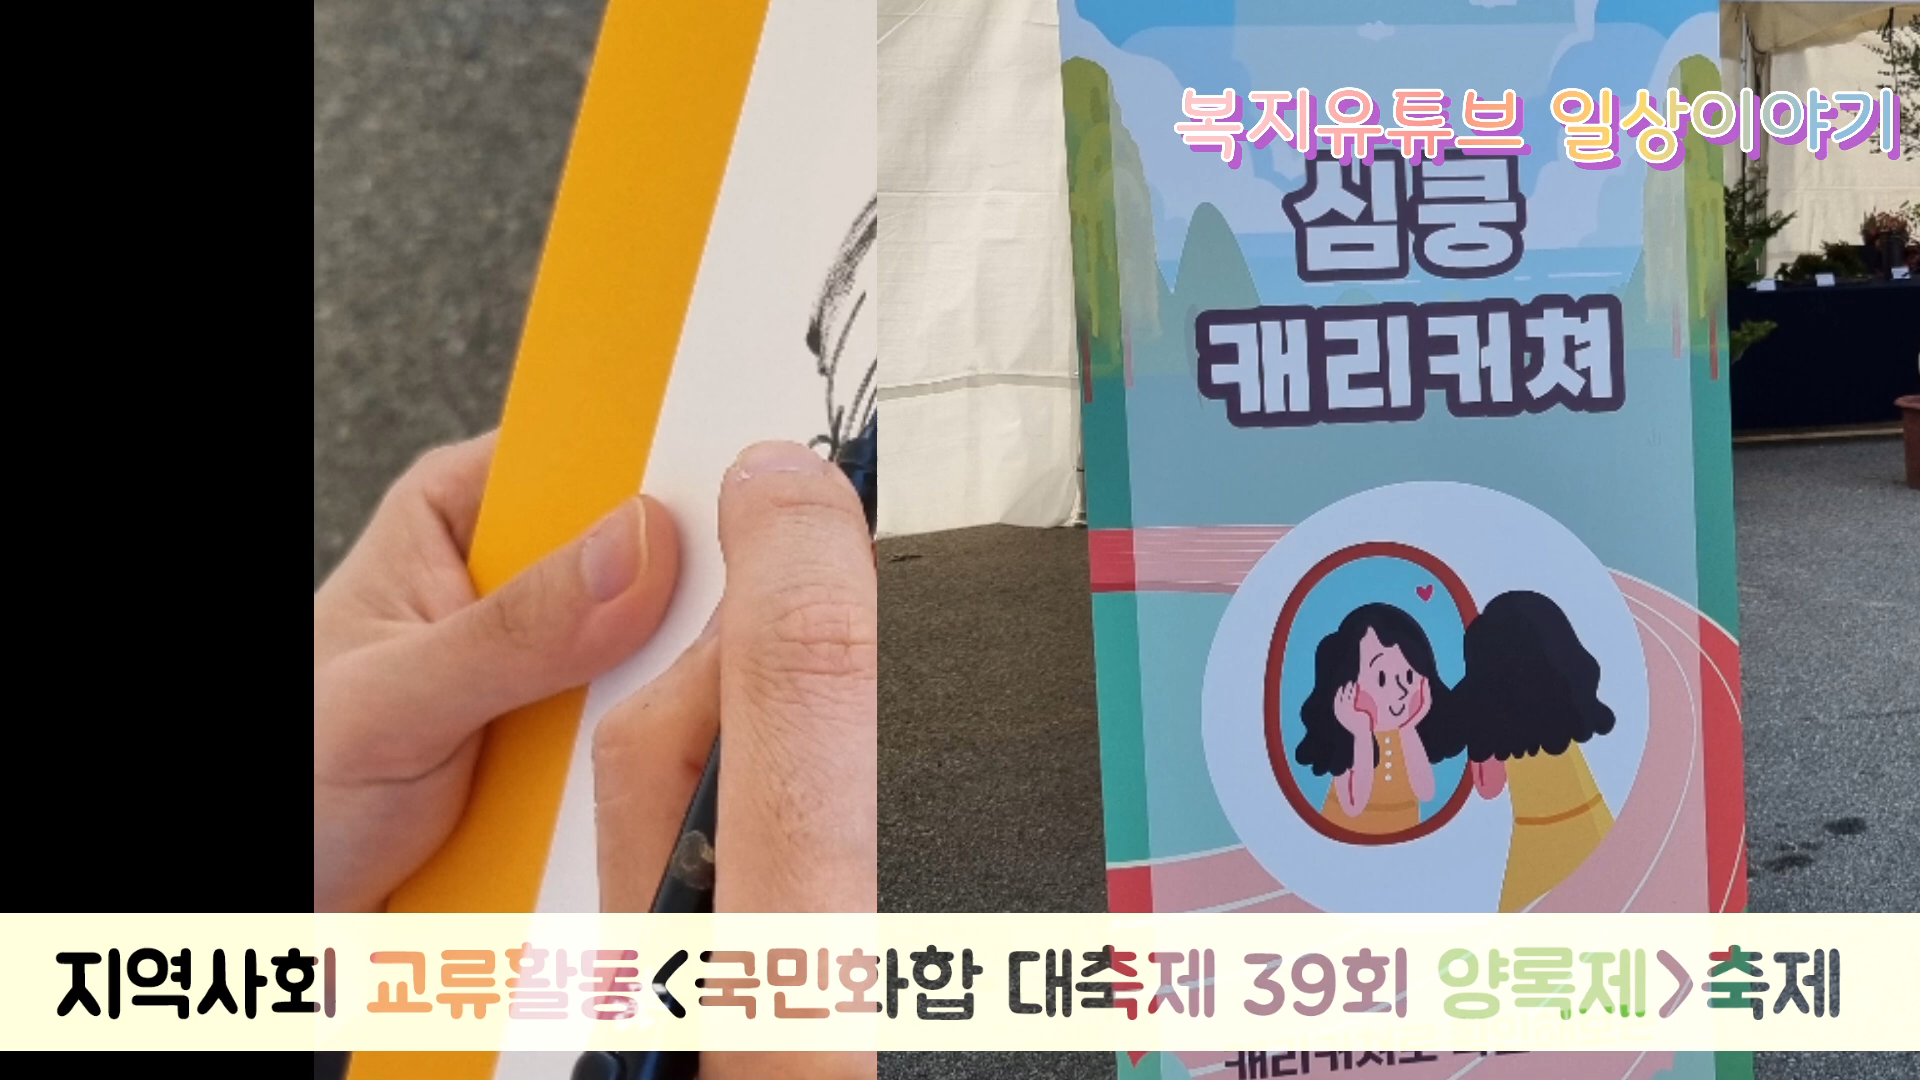 복지유튜브 일상이야기
심쿵
캐리커쳐
지역사회 교류활동<국민화합 대축제 39회 양록제>축제